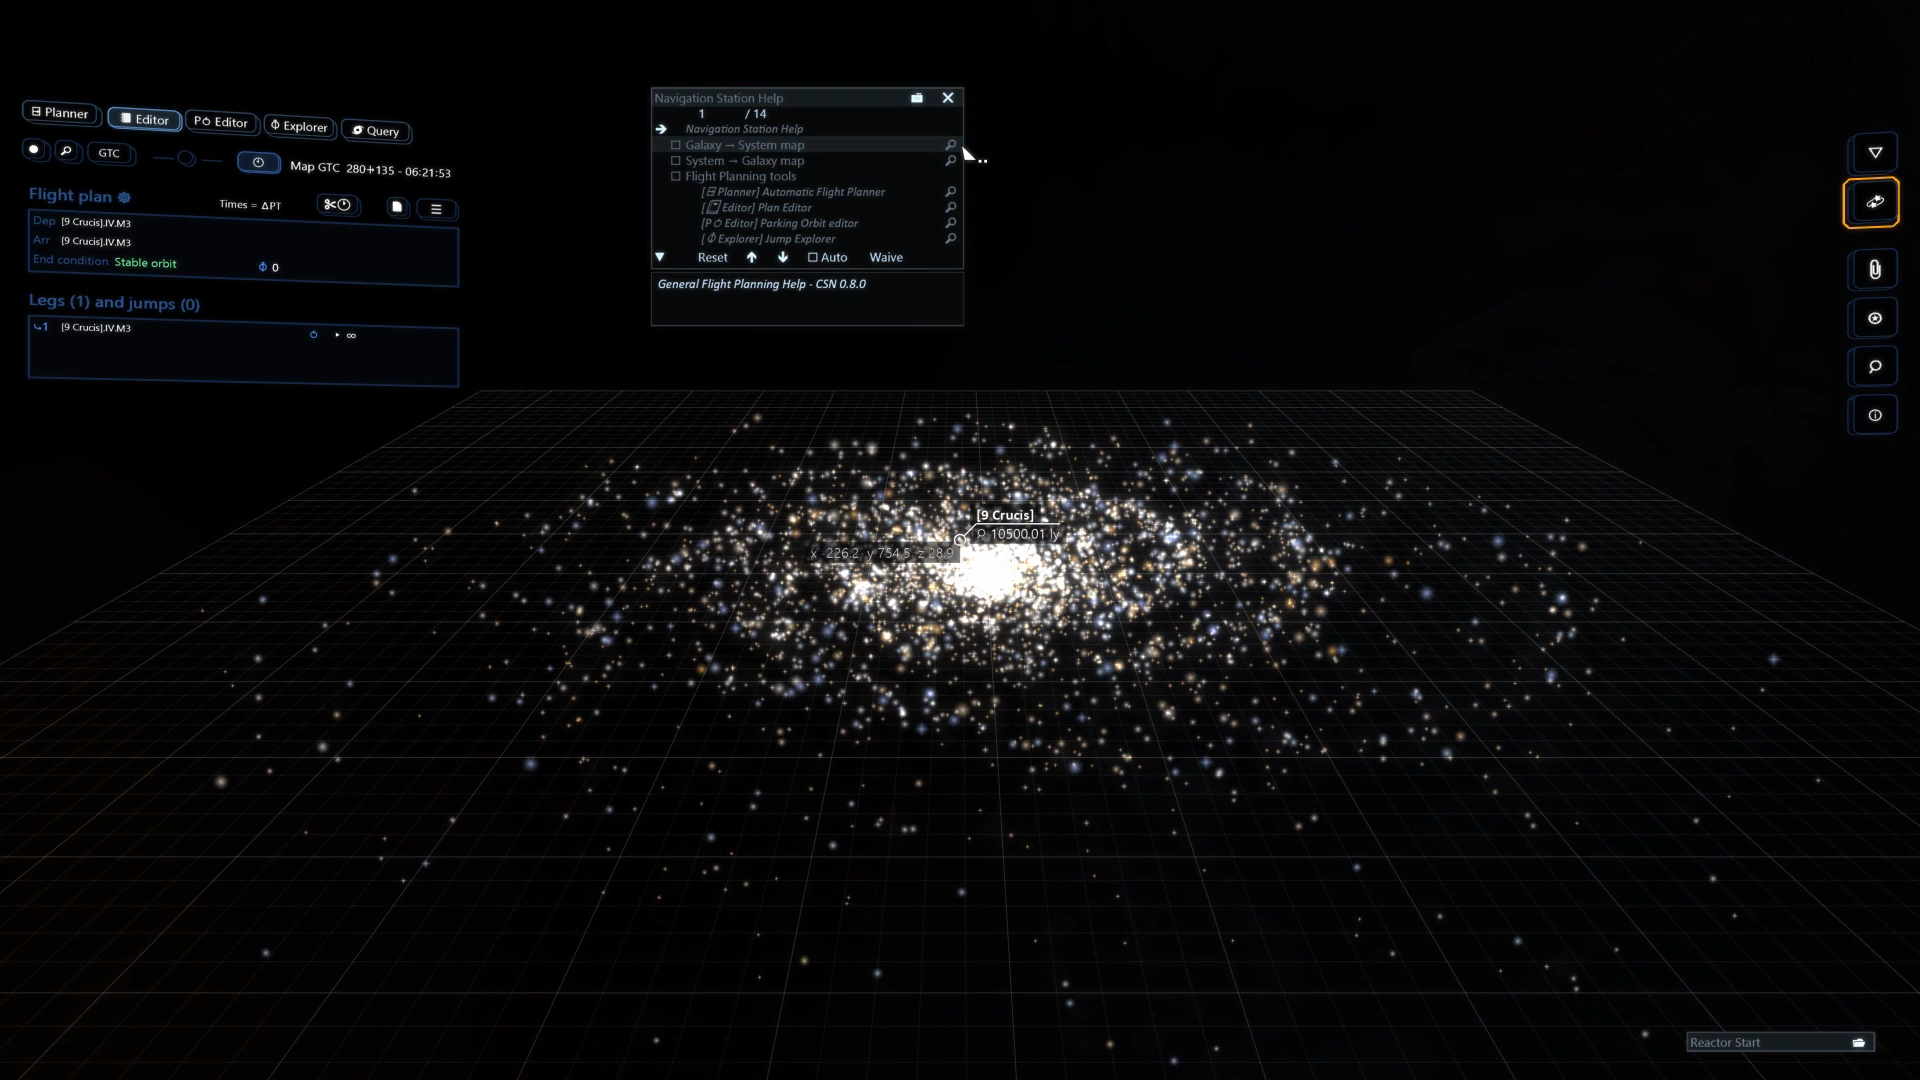 Planner
Editor
P Editor
Explorer
Query
GTC
Map GTC 280+135 - 06:21:53
Flight plan
Times = ΔPT
Dep [9 Crucis].IV.M3
Arr [9 Crucis].IV.M3
End condition Stable orbit
0
Legs (1) and jumps (0)
1 [9 Crucis].IV.M3 ∞
Navigation Station Help
1 / 14
Navigation Station Help
Galaxy → System map
System → Galaxy map
Flight Planning tools
[Planner] Automatic Flight Planner
[Editor] Plan Editor
[P Editor] Parking Orbit editor
[Explorer] Jump Explorer
Reset Auto Waive
General Flight Planning Help - CSN 0.8.0
[9 Crucis]
10500.01 ly
x 226.2 y 754.5 z 28.9
Reactor Start